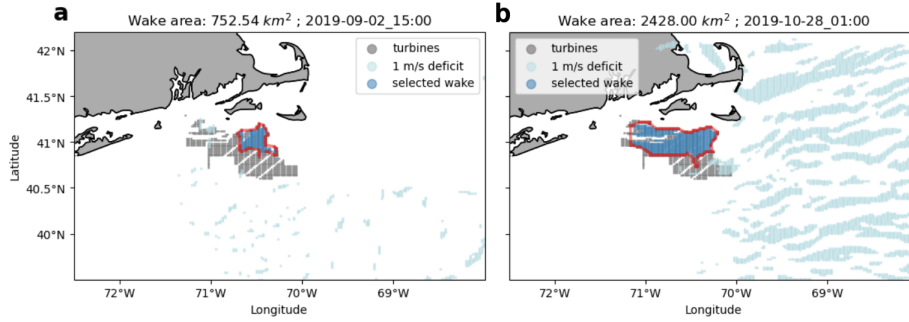 a
Wake area: 752.54 km² ; 2019-09-02_15:00
turbines
1 m/s deficit
selected wake
42°N
41.5°N
41°N
40.5°N
40°N
Latitude
72°W 71°W 70°W 69°W
Longitude
b
Wake area: 2428.00 km² ; 2019-10-28_01:00
turbines
1 m/s deficit
selected wake
72°W 71°W 70°W 69°W
Longitude